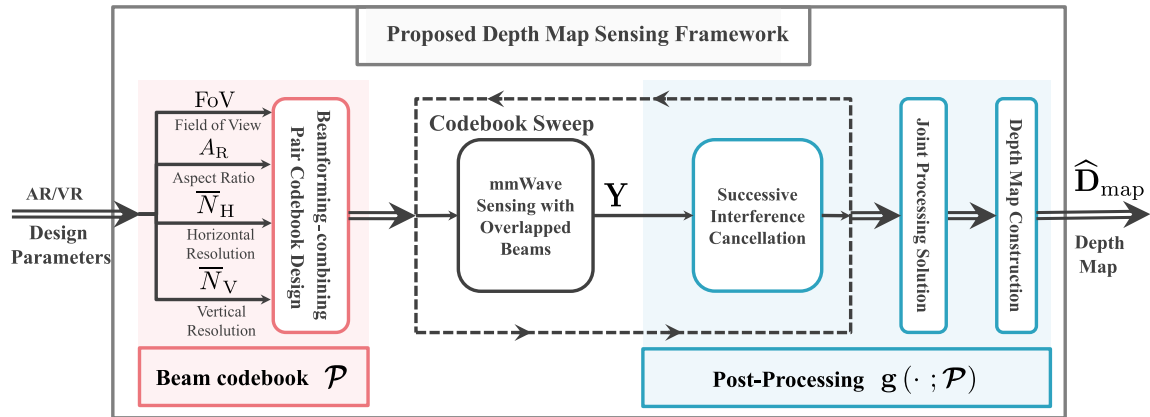 Proposed Depth Map Sensing Framework
AR/VR
Design
Parameters
FoV
Field of View
A_R
Aspect Ratio
N̅_H
Horizontal
Resolution
N̅_V
Vertical
Resolution
Beamforming-combining
Pair Codebook Design
Codebook Sweep
mmWave
Sensing with
Overlapped
Beams
Y
Successive
Interference
Cancellation
Joint Processing Solution
Depth Map Construction
D̂_map
Depth
Map
Beam codebook 𝓟
Post-Processing g(· ; 𝓟)